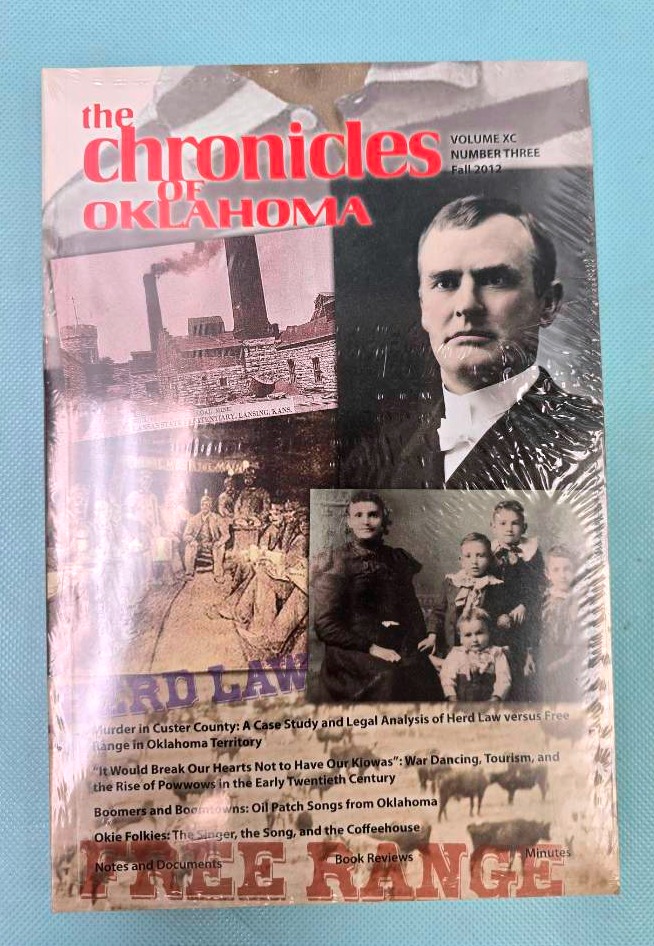 the
chronicles
OF
OKLAHOMA
VOLUME XC
NUMBER THREE
Fall 2012
COAL MINE
KANSAS STATE PENITENTIARY, LANSING, KANS.
HERD LAW
Murder in Custer County: A Case Study and Legal Analysis of Herd Law versus Free
Range in Oklahoma Territory
"It Would Break Our Hearts Not to Have Our Kiowas": War Dancing, Tourism, and
the Rise of Powwows in the Early Twentieth Century
Boomers and Boomtowns: Oil Patch Songs from Oklahoma
Okie Folkies: The Singer, the Song, and the Coffeehouse
Notes and Documents Book Reviews Minutes
FREE RANGE